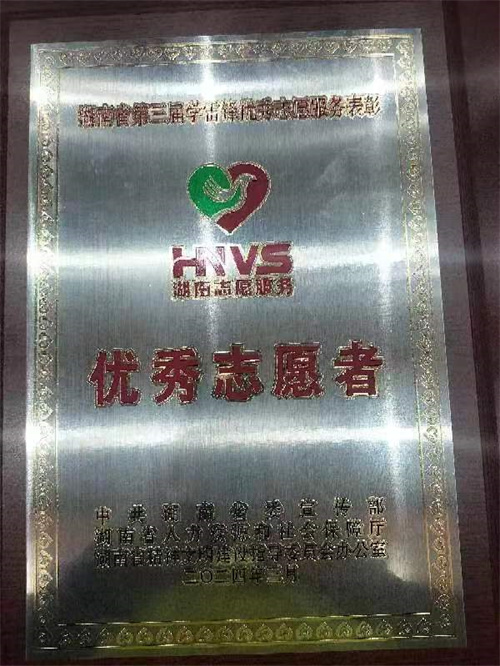 湖南省第三届学雷锋优秀志愿服务表彰
HNVS
湖南志愿服务
优秀志愿者
中共湖南省委宣传部
湖南省人力资源和社会保障厅
湖南省精神文明建设指导委员会办公室
二〇二四年二月